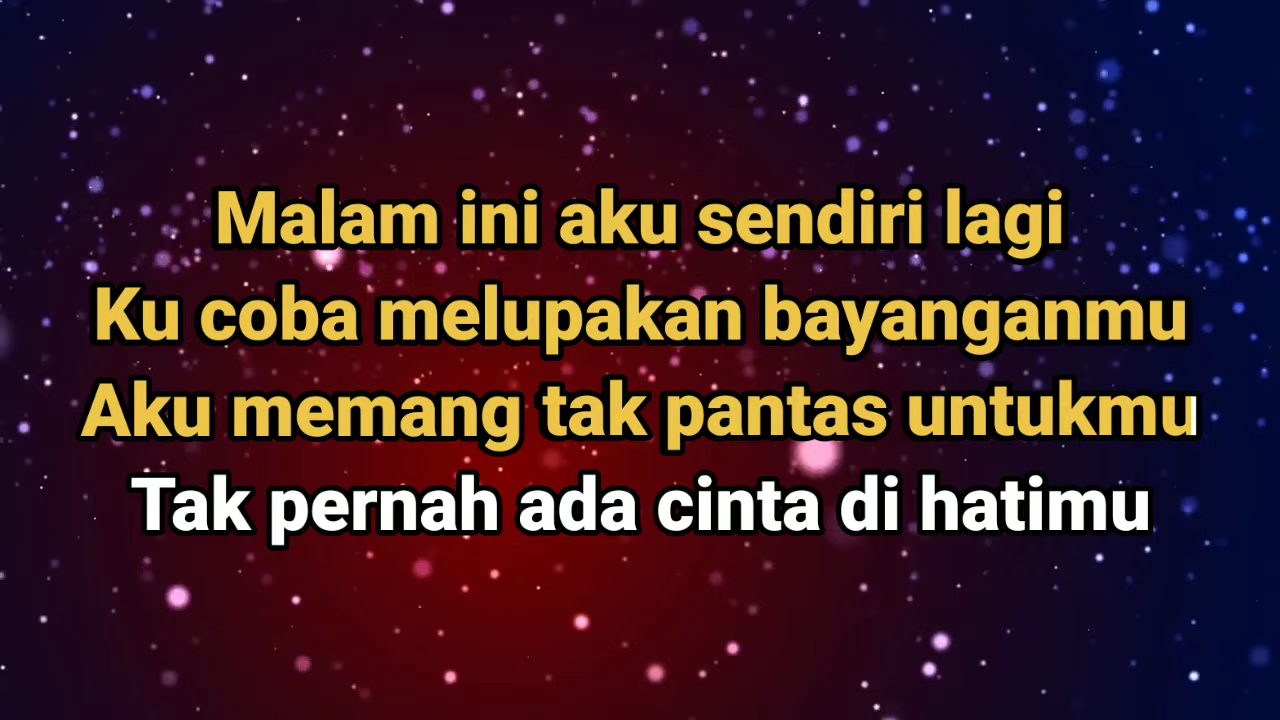 Malam ini aku sendiri lagi
Ku coba melupakan bayanganmu
Aku memang tak pantas untukmu
Tak pernah ada cinta di hatimu